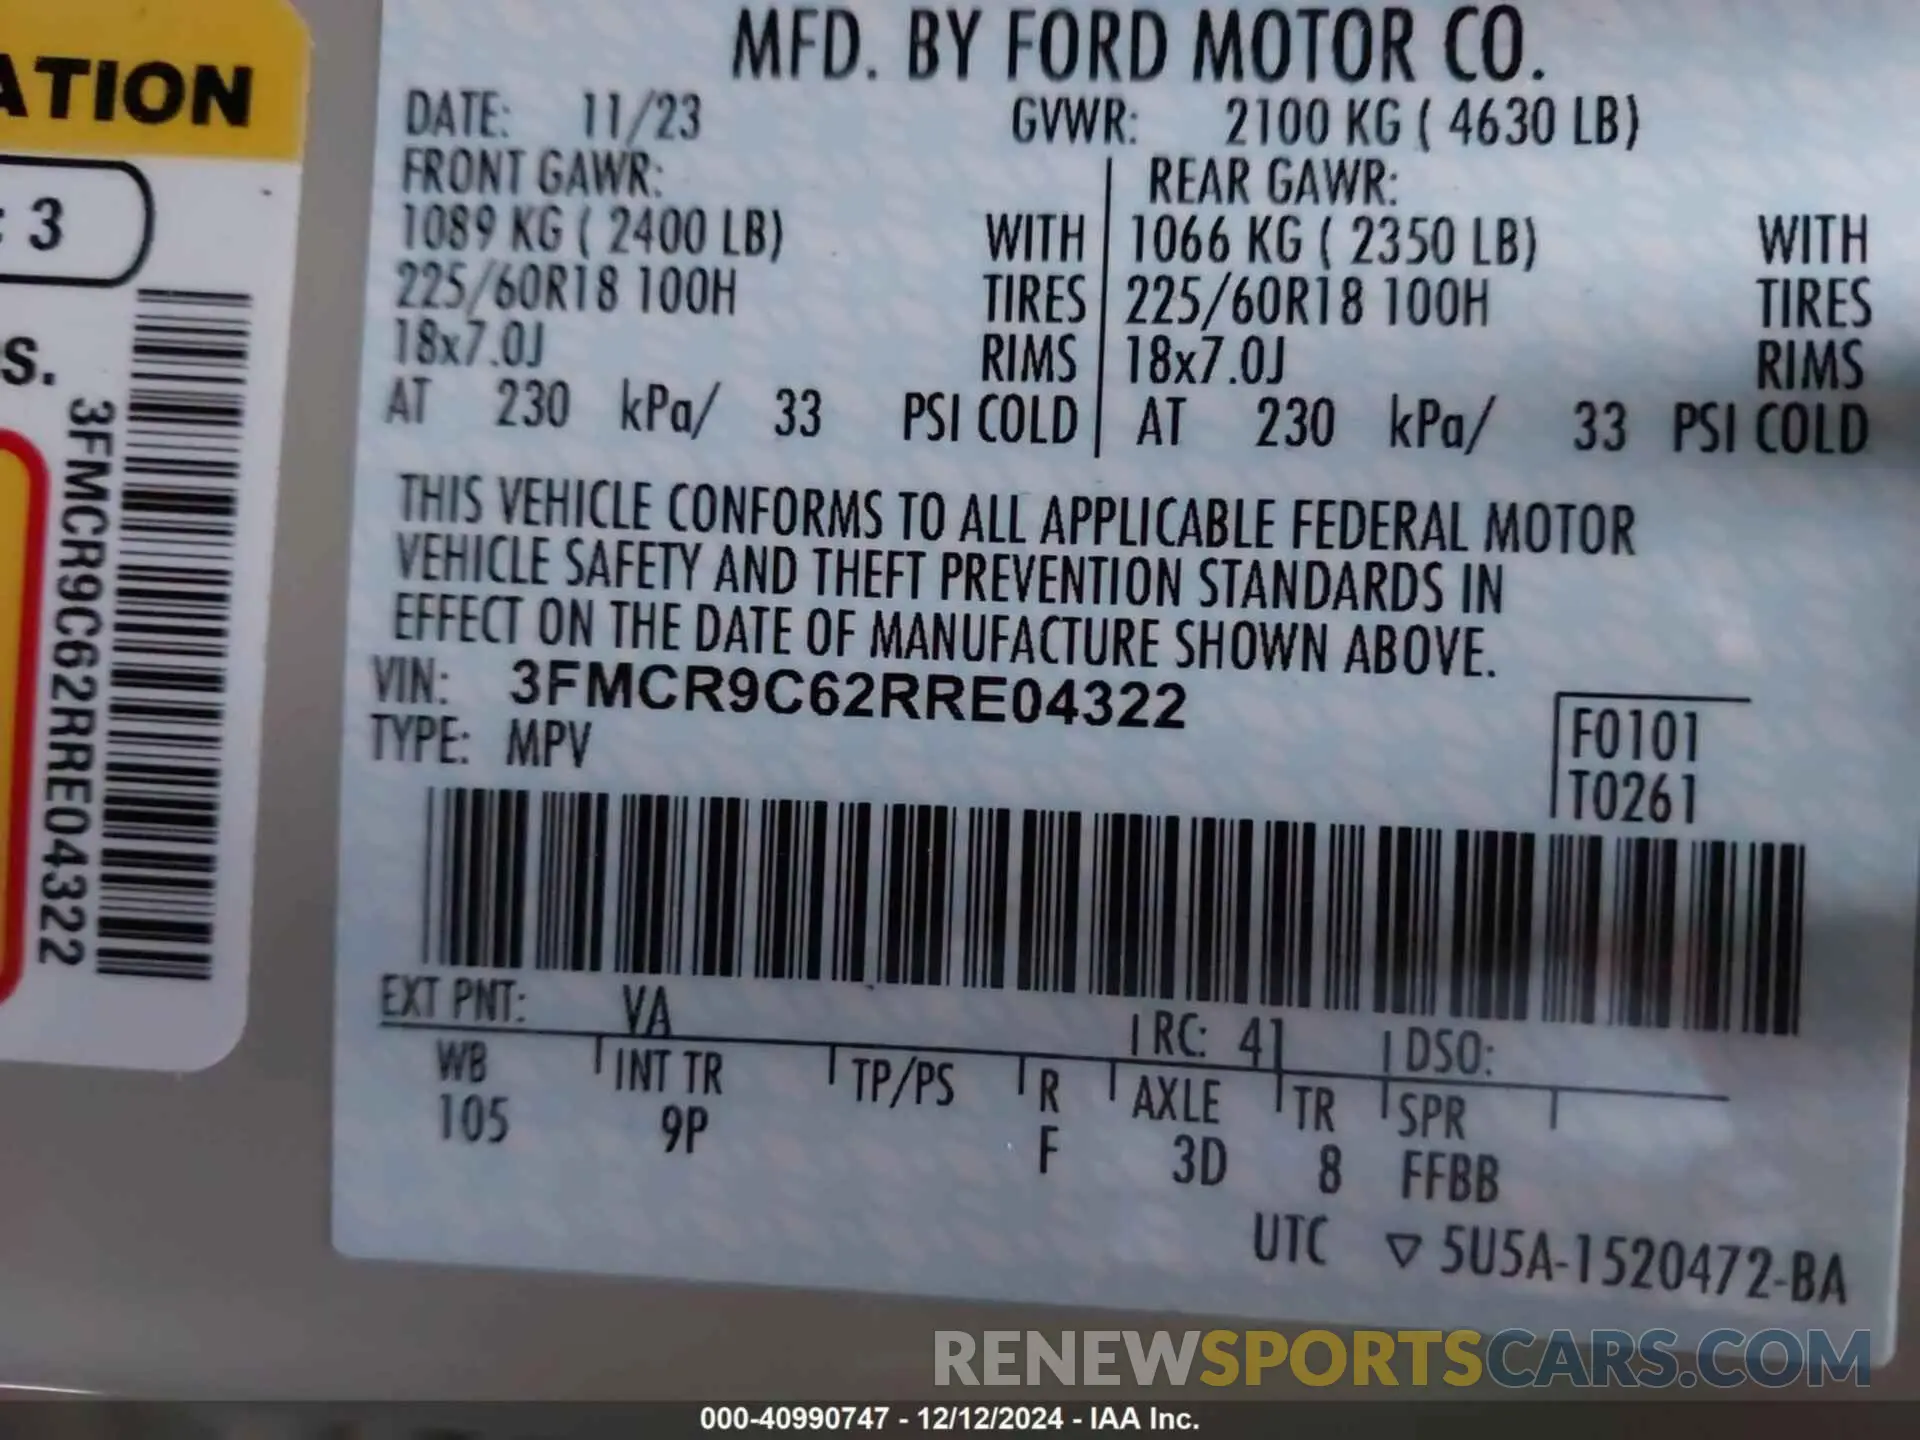 ATION
: 3
s.
3FMCR9C62RRE04322
MFD. BY FORD MOTOR CO.
DATE: 11/23 GVWR: 2100 KG ( 4630 LB)
FRONT GAWR: REAR GAWR:
1089 KG ( 2400 LB) WITH 1066 KG ( 2350 LB) WITH
225/60R18 100H TIRES 225/60R18 100H TIRES
18x7.0J RIMS 18x7.0J RIMS
AT 230 kPa/ 33 PSI COLD AT 230 kPa/ 33 PSI COLD
THIS VEHICLE CONFORMS TO ALL APPLICABLE FEDERAL MOTOR
VEHICLE SAFETY AND THEFT PREVENTION STANDARDS IN
EFFECT ON THE DATE OF MANUFACTURE SHOWN ABOVE.
VIN: 3FMCR9C62RRE04322
TYPE: MPV
F0101
T0261
EXT PNT: VA RC: 41 DSO:
WB INT TR TP/PS R AXLE TR SPR
105 9P F 3D 8 FFBB
UTC ▽ 5U5A-1520472-BA
RENEWSPORTSCARS.COM
000-40990747 - 12/12/2024 - IAA Inc.